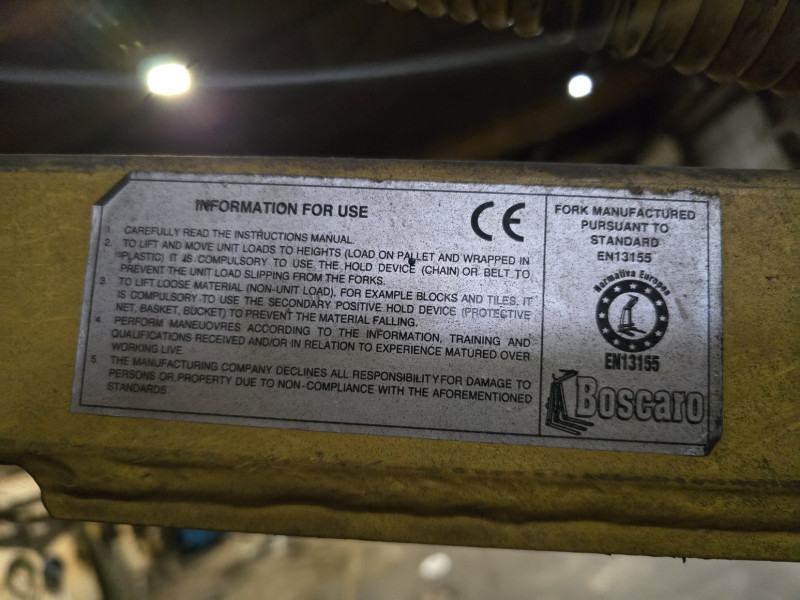 INFORMATION FOR USE
1. CAREFULLY READ THE INSTRUCTIONS MANUAL.
2. TO LIFT AND MOVE UNIT LOADS TO HEIGHTS (LOAD ON PALLET AND WRAPPED IN
PLASTIC) IT IS COMPULSORY TO USE THE HOLD DEVICE (CHAIN) OR BELT TO
PREVENT THE UNIT LOAD SLIPPING FROM THE FORKS.
3. TO LIFT LOOSE MATERIAL (NON-UNIT LOAD), FOR EXAMPLE BLOCKS AND TILES, IT
IS COMPULSORY TO USE THE SECONDARY POSITIVE HOLD DEVICE (PROTECTIVE
NET, BASKET, BUCKET) TO PREVENT THE MATERIAL FALLING.
4. PERFORM MANEUOVRES ACCORDING TO THE INFORMATION, TRAINING AND
QUALIFICATIONS RECEIVED AND/OR IN RELATION TO EXPERIENCE MATURED OVER
WORKING LIVE.
5. THE MANUFACTURING COMPANY DECLINES ALL RESPONSIBILITY FOR DAMAGE TO
PERSONS OR PROPERTY DUE TO NON-COMPLIANCE WITH THE AFOREMENTIONED
STANDARDS
CE
FORK MANUFACTURED
PURSUANT TO
STANDARD
EN13155
Normativa Europea
EN13155
Boscaro